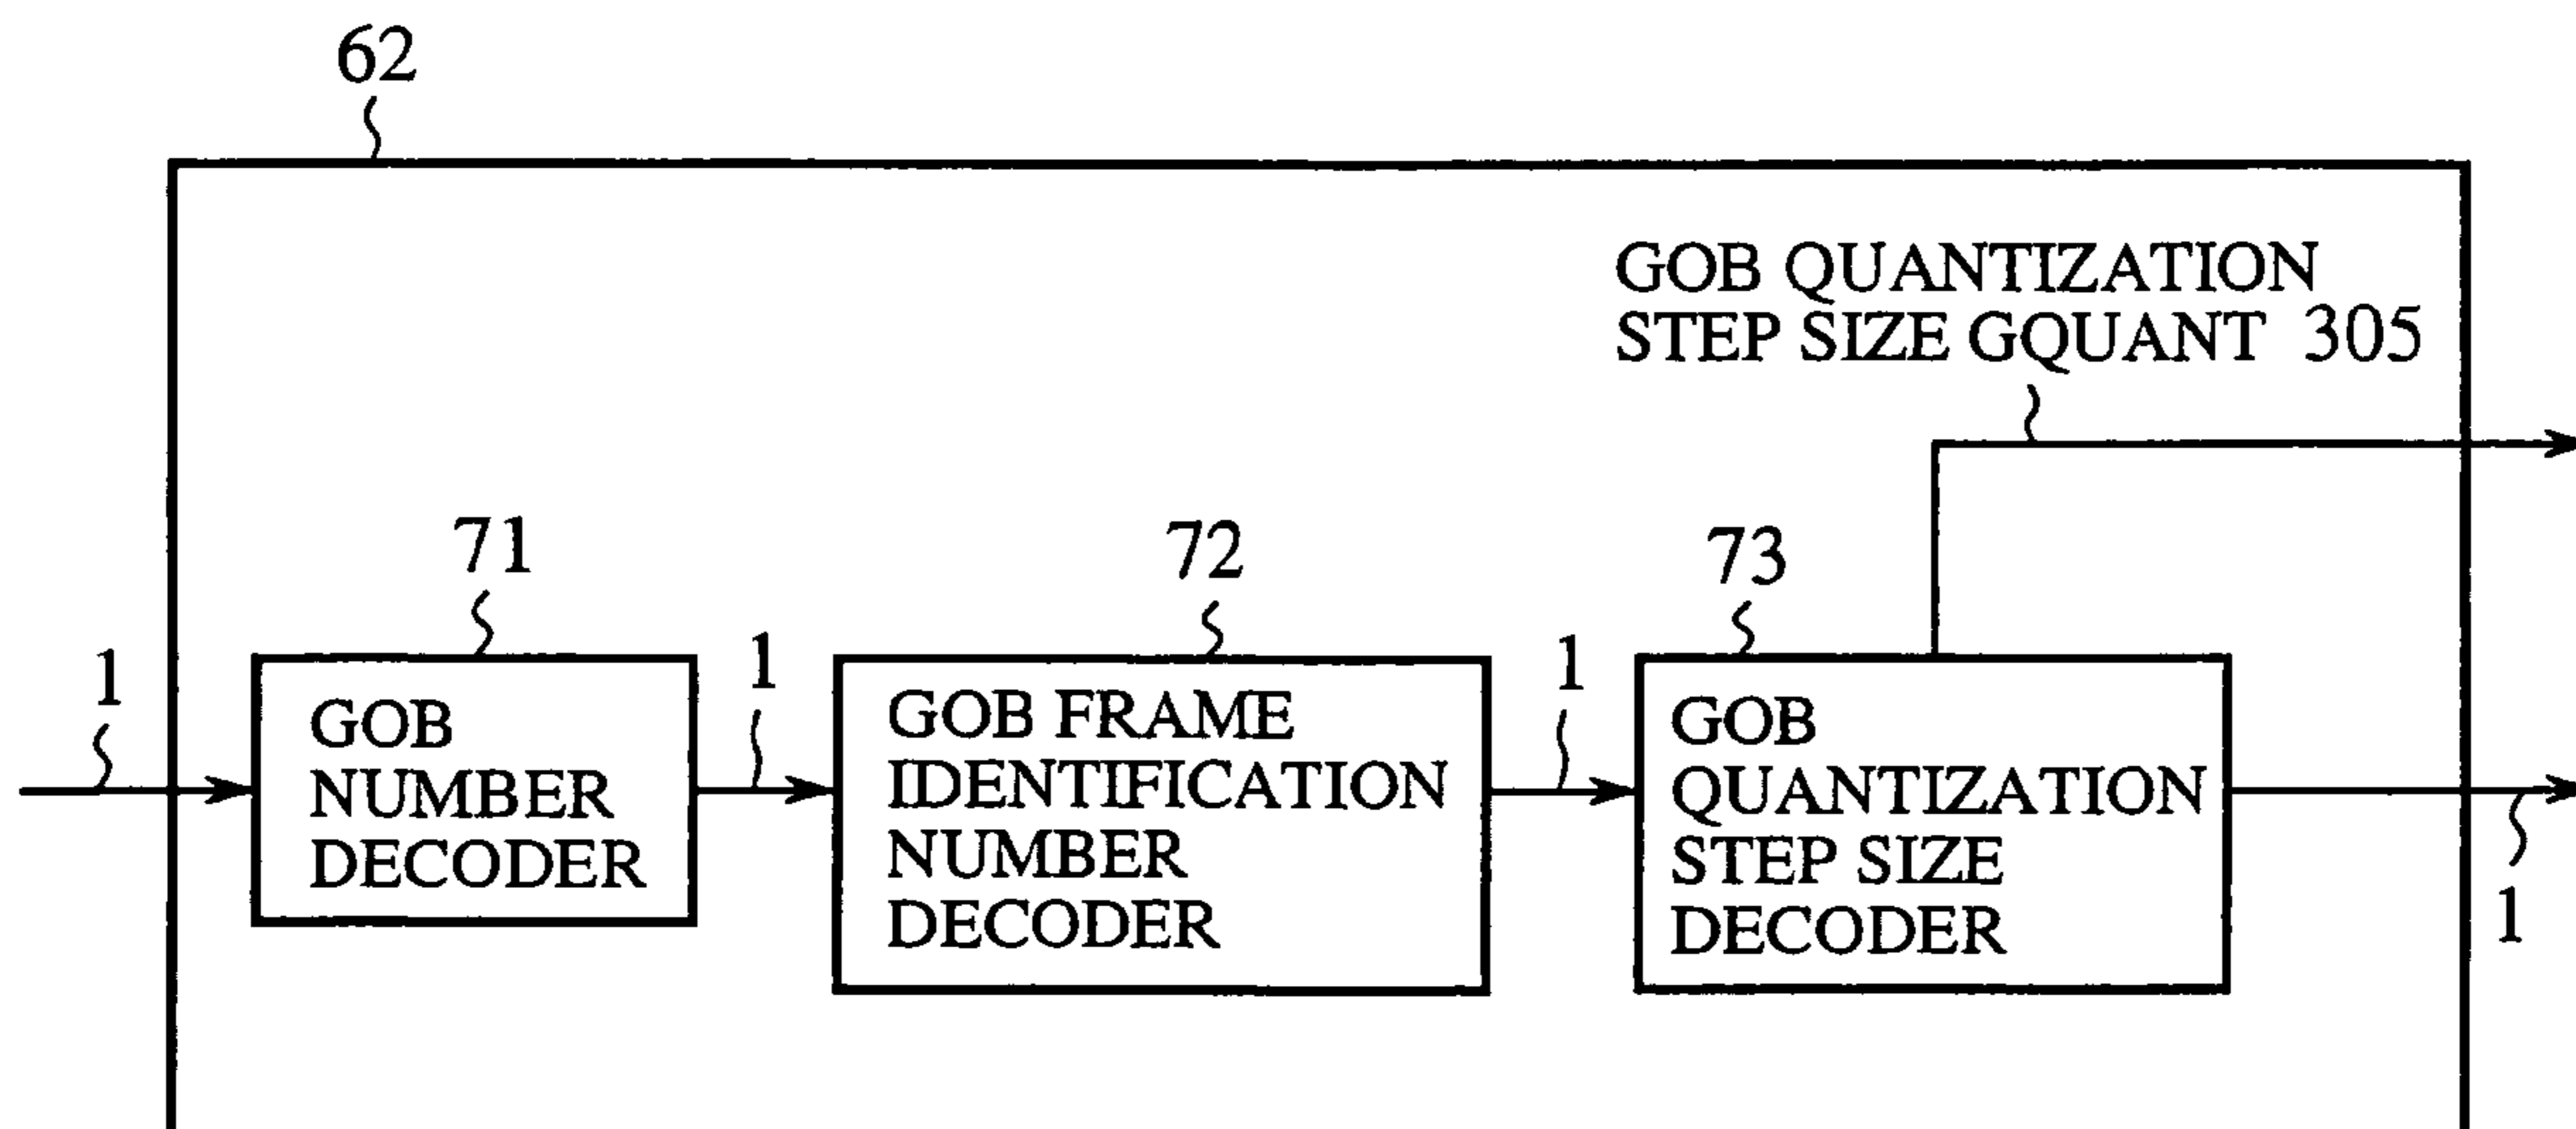 62
GOB QUANTIZATION
STEP SIZE GQUANT 305
71
72
73
1
1
1
GOB
NUMBER
DECODER
GOB FRAME
IDENTIFICATION
NUMBER
DECODER
GOB
QUANTIZATION
STEP SIZE
DECODER
1